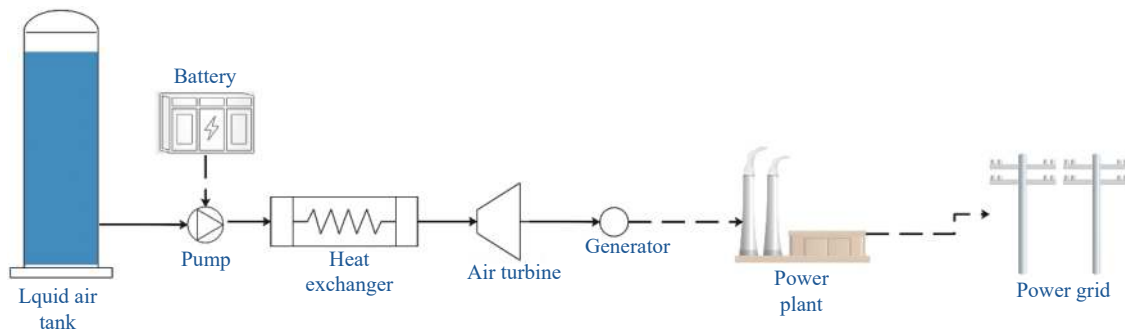 Battery
Pump
Heat
exchanger
Air turbine
Generator
Power
plant
Power grid
Lquid air
tank